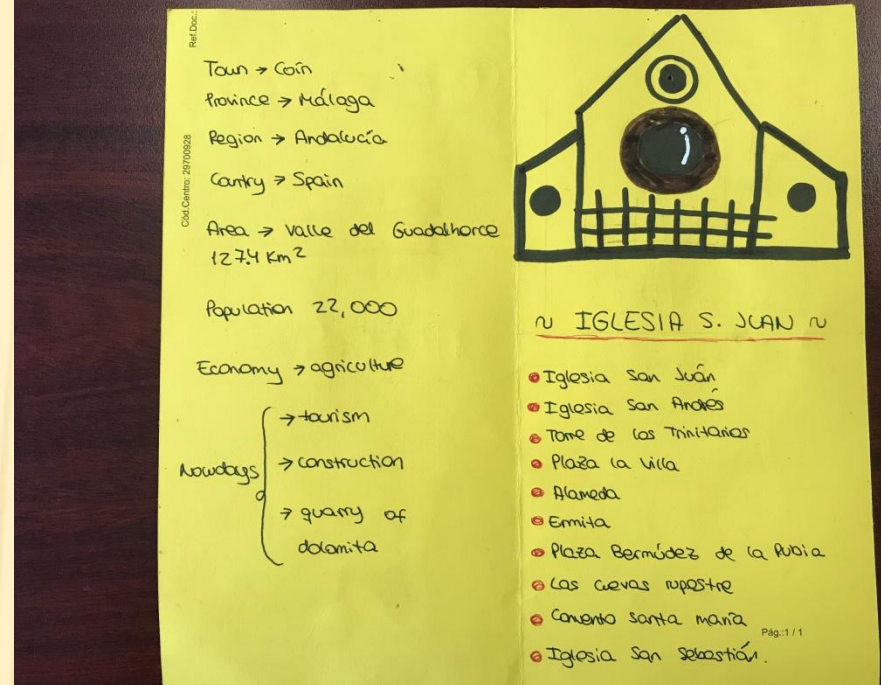 Ref.Doc.:
Cód.Centro: 29700928
Town → Coín
Province → Málaga
Region → Andalucía
Country → Spain
Area → Valle del Guadalhorce
127.4 Km²
Population 22,000
Economy → agriculture
Nowdays
→ tourism
→ construction
→ quarry of
dolomita
~ IGLESIA S. JUAN ~
Iglesia San Juán
Iglesia San Andrés
Torre de los Trinitarios
Plaza la Villa
Alameda
Ermita
Plaza Bermúdez de la Rubia
Las cuevas rupestre
Convento santa maría
Pág.:1 / 1
Iglesia San Sebastián.